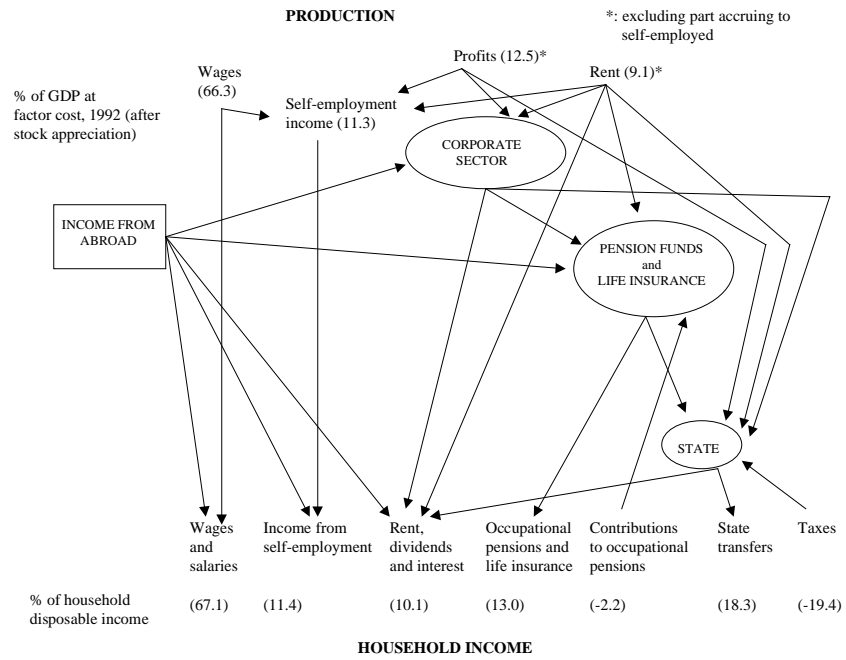 PRODUCTION
*: excluding part accruing to
self-employed
Profits (12.5)*
Wages
(66.3)
Rent (9.1)*
% of GDP at
factor cost, 1992 (after
stock appreciation)
Self-employment
income (11.3)
CORPORATE
SECTOR
INCOME FROM
ABROAD
PENSION FUNDS
and
LIFE INSURANCE
STATE
Wages
and
salaries
Income from
self-employment
Rent,
dividends
and interest
Occupational
pensions and
life insurance
Contributions
to occupational
pensions
State
transfers
Taxes
% of household
disposable income
(67.1)
(11.4)
(10.1)
(13.0)
(-2.2)
(18.3)
(-19.4)
HOUSEHOLD INCOME